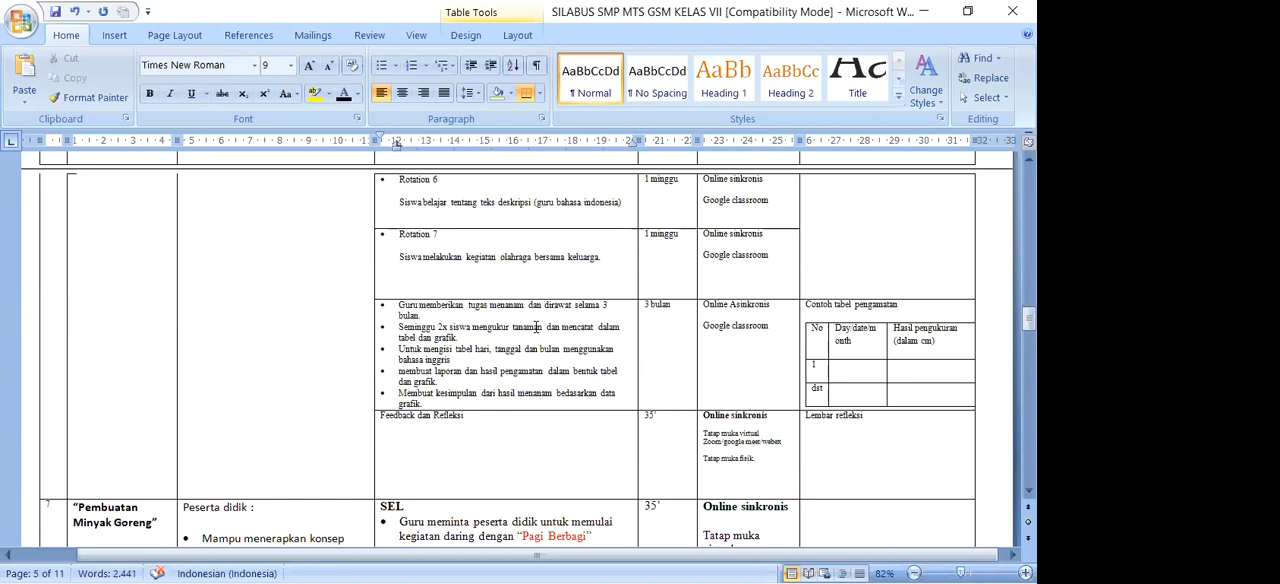 Table Tools
SILABUS SMP MTS GSM KELAS VII [Compatibility Mode] - Microsoft W...
Home Insert Page Layout References Mailings Review View Design Layout
Paste
Cut
Copy
Format Painter
Clipboard
Times New Roman 9
Font
Paragraph
AaBbCcDd ¶ Normal
AaBbCcDd ¶ No Spacing
AaBb Heading 1
AaBbCc Heading 2
AaC Title
Change Styles
Styles
Find
Replace
Select
Editing
• Rotation 6
Siswa belajar tentang teks deskripsi (guru bahasa indonesia)
1 minggu
Online sinkronis
Google classroom
• Rotation 7
Siswa melakukan kegiatan olahraga bersama keluarga.
1 minggu
Online sinkronis
Google classroom
• Guru memberikan tugas menanam dan dirawat selama 3
bulan.
• Seminggu 2x siswa mengukur tanaman dan mencatat dalam
tabel dan grafik.
• Untuk mengisi tabel hari, tanggal dan bulan menggunakan
bahasa inggris
• membuat laporan dan hasil pengamatan dalam bentuk tabel
dan grafik.
• Membuat kesimpulan dari hasil menanam bedasarkan data
grafik.
3 bulan
Online Asinkronis
Google classroom
Contoh tabel pengamatan
No Day/date/m Hasil pengukuran
onth (dalam cm)
1
dst
Feedback dan Refleksi
35’
Online sinkronis
Tatap muka virtual
Zoom/google meet/webex
Tatap muka fisik.
Lembar refleksi
7
“Pembuatan
Minyak Goreng”
Peserta didik :
• Mampu menerapkan konsep
SEL
• Guru meminta peserta didik untuk memulai
kegiatan daring dengan “Pagi Berbagi”
35’
Online sinkronis
Tatap muka
Page: 5 of 11 Words: 2.441 Indonesian (Indonesia) 82%